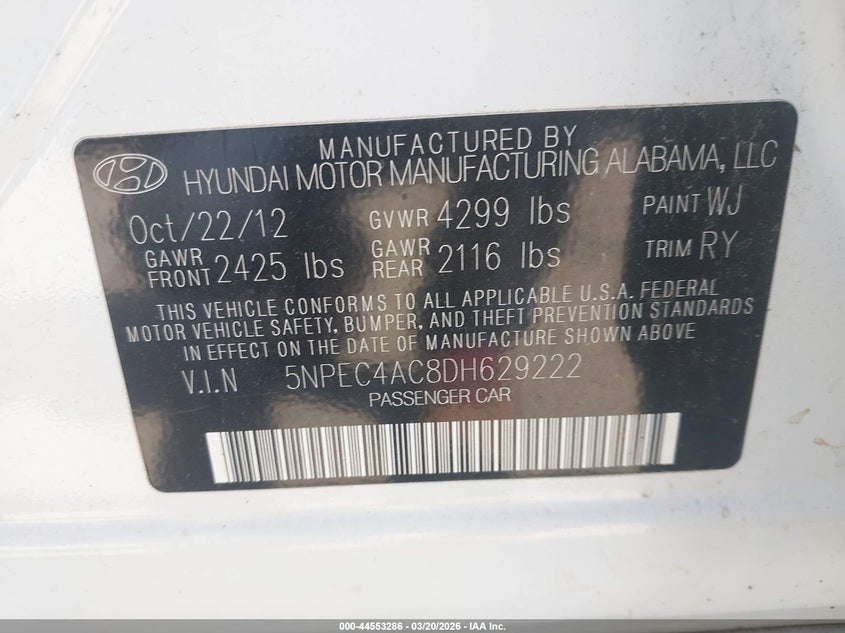 MANUFACTURED BY
HYUNDAI MOTOR MANUFACTURING ALABAMA, LLC
Oct/22/12 GVWR 4299 lbs PAINT WJ
GAWR FRONT 2425 lbs GAWR REAR 2116 lbs TRIM RY
THIS VEHICLE CONFORMS TO ALL APPLICABLE U.S.A. FEDERAL
MOTOR VEHICLE SAFETY, BUMPER, AND THEFT PREVENTION STANDARDS
IN EFFECT ON THE DATE OF MANUFACTURE SHOWN ABOVE
V.I.N 5NPEC4AC8DH629222
PASSENGER CAR
000-44553286 - 03/20/2026 - IAA Inc.